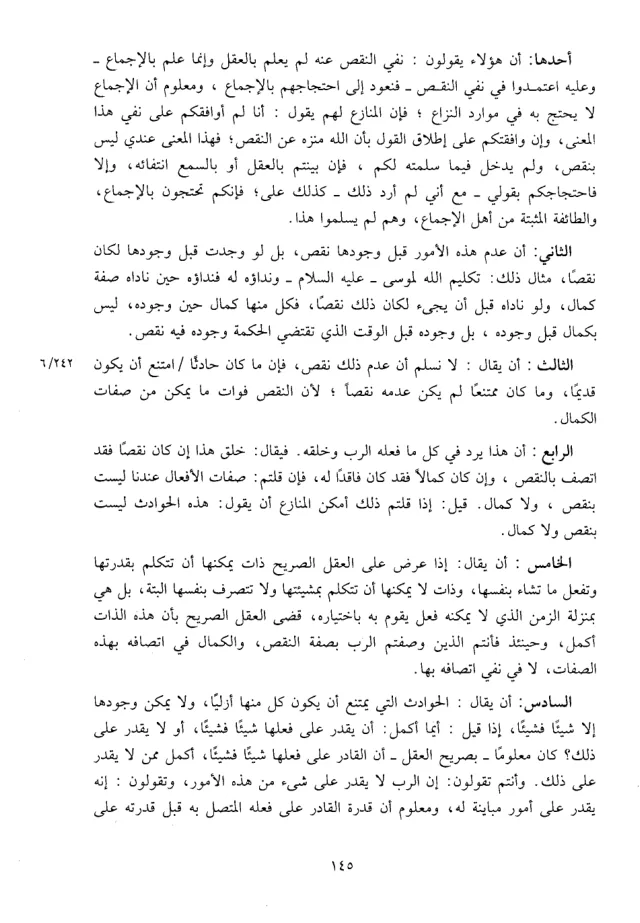 أحدها: أن هؤلاء يقولون : نفي النقص عنه لم يعلم بالعقل وإنما علم بالإجماع ـ
وعليه اعتمـدوا في نفي النقـص ـ فنعود إلى احتجاجهم بالإجماع ، ومعلوم أن الإجماع
لا يحتج به في موارد النزاع ؛ فإن المنازع لهم يقول : أنا لم أوافقكم على نفي هذا
المعنى، وإن وافقتكم على إطلاق القول بأن الله منزه عن النقص؛ فهذا المعنى عندي ليس
بنقص، ولم يدخل فيما سلمته لكم ، فإن بينتم بالعقل أو بالسمع انتفائه، وإلا
فاحتجاجكم بقولي ـ مع أني لم أرد ذلك ـ كذلك على؛ فإنكم تحتجون بالإجماع،
والطائفة المثبتة من أهل الإجماع، وهم لم يسلموا هذا.
الثاني: أن عدم هذه الأمور قبل وجودها نقص، بل لو وجدت قبل وجودها لكان
نقصًا، مثال ذلك: تكليم الله لموسى ـ عليه السلام ـ ونداؤه له فنداؤه حين ناداه صفة
كمال، ولو ناداه قبل أن يجىء لكان ذلك نقصًا، فكل منها كمال حين وجوده، ليس
بكمال قبل وجوده ، بل وجوده قبل الوقت الذي تقتضي الحكمة وجوده فيه نقص.
الثالث : أن يقال : لا نسلم أن عدم ذلك نقص، فإن ما كان حادثًا /امتنع أن يكون ٦/٢٤٢
قديمًا، وما كان ممتنعًا لم يكن عدمه نقصاً ؛ لأن النقص فوات ما يمكن من صفات
الكمال.
الرابع : أن هذا يرد في كل ما فعله الرب وخلقه. فيقال: خلق هذا إن كان نقصًا فقد
اتصف بالنقص ، وإن كان كمالاً فقد كان فاقدًا له، فإن قلتم: صفات الأفعال عندنا ليست
بنقص ، ولا كمال. قيل: إذا قلتم ذلك أمكن المنازع أن يقول: هذه الحوادث ليست
بنقص ولا كمال.
الخامس : أن يقال: إذا عرض على العقل الصريح ذات يمكنها أن تتكلم بقدرتها
وتفعل ما تشاء بنفسها، وذات لا يمكنها أن تتكلم بمشيئتها ولا تتصرف بنفسها البتة، بل هي
بمنزلة الزمن الذي لا يمكنه فعل يقوم به باختياره، قضى العقل الصريح بأن هذه الذات
أكمل، وحينئذ فأنتم الذين وصفتم الرب بصفة النقص، والكمال في اتصافه بهذه
الصفات، لا في نفي اتصافه بها.
السادس: أن يقال : الحوادث التي يمتنع أن يكون كل منها أزليًا، ولا يمكن وجودها
إلا شيئًا فشيئًا، إذا قيل : أيما أكمل: أن يقدر على فعلها شيئًا فشيئًا، أو لا يقدر على
ذلك؟ كان معلومًا ـ بصريح العقل ـ أن القادر على فعلها شيئًا فشيئًا، أكمل ممن لا يقدر
على ذلك. وأنتم تقولون: إن الرب لا يقدر على شىء من هذه الأمور، وتقولون : إنه
يقدر على أمور مباينة له، ومعلوم أن قدرة القادر على فعله المتصل به قبل قدرته على
١٤٥